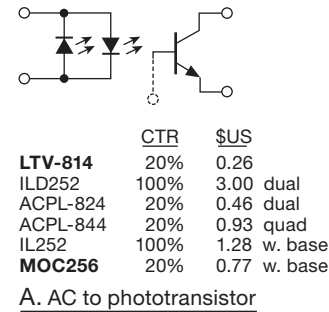 CTR $US
LTV-814 20% 0.26
ILD252 100% 3.00 dual
ACPL-824 20% 0.46 dual
ACPL-844 20% 0.93 quad
IL252 100% 1.28 w. base
MOC256 20% 0.77 w. base
A. AC to phototransistor